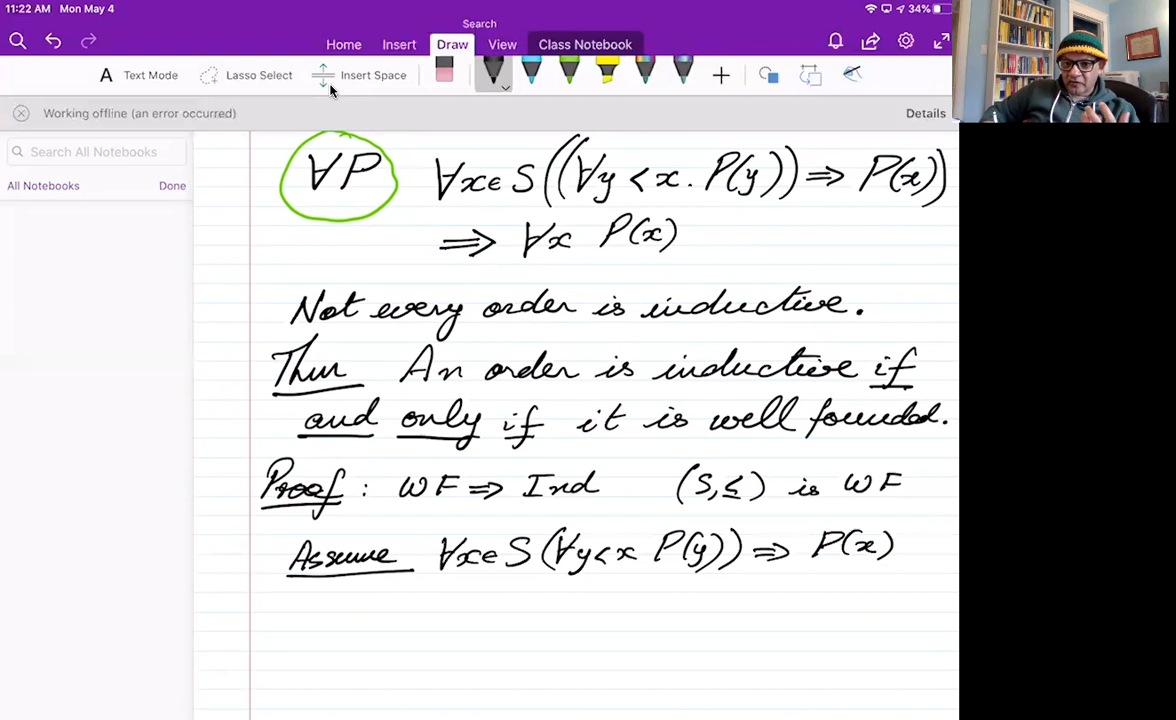 11:22 AM Mon May 4
34%
Search
Home Insert Draw View Class Notebook
A Text Mode Lasso Select Insert Space
Working offline (an error occurred) Details
Search All Notebooks
All Notebooks Done
∀P ∀x∈S((∀y<x. P(y)) ⇒ P(x))
⇒ ∀x P(x)
Not every order is inductive.
Thm An order is inductive if
and only if it is well founded.
Proof: WF ⇒ Ind (S,≤) is WF
Assume ∀x∈S(∀y<x P(y)) ⇒ P(x)